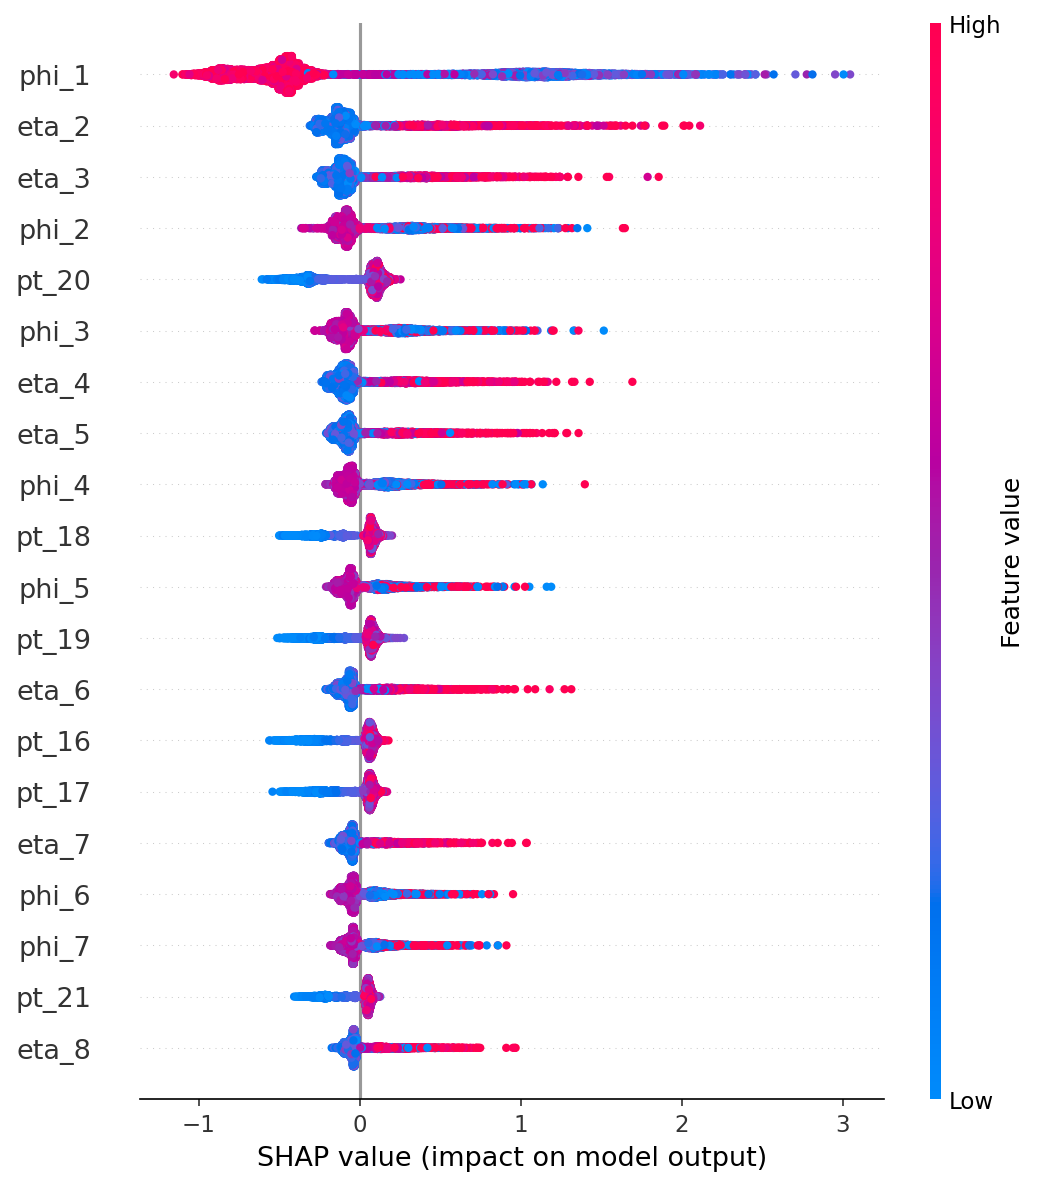 High
phi_1
eta_2
eta_3
phi_2
pt_20
phi_3
eta_4
eta_5
phi_4
pt_18
phi_5
pt_19
eta_6
pt_16
pt_17
eta_7
phi_6
phi_7
pt_21
eta_8
Feature value
Low
−1 0 1 2 3
SHAP value (impact on model output)